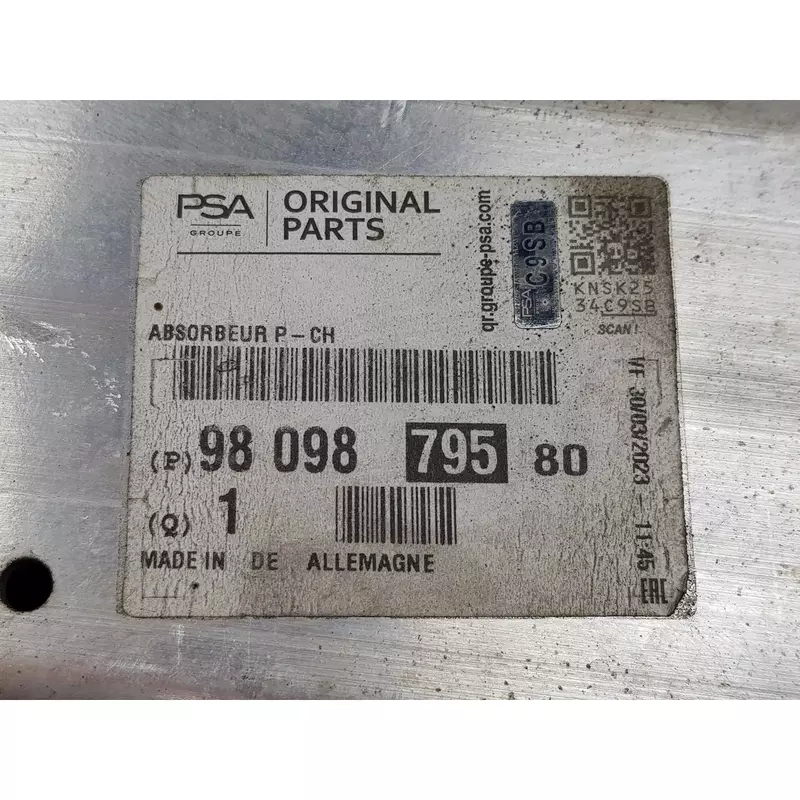 PSA
GROUPE
ORIGINAL
PARTS
qr.groupe-psa.com
PSA
C9SB
KNSK25
34C9SB
SCAN!
ABSORBEUR P-CH
(P) 98 098 795 80
(Q) 1
MADE IN DE ALLEMAGNE
VF 30/03/2023 - 11:45
EAC